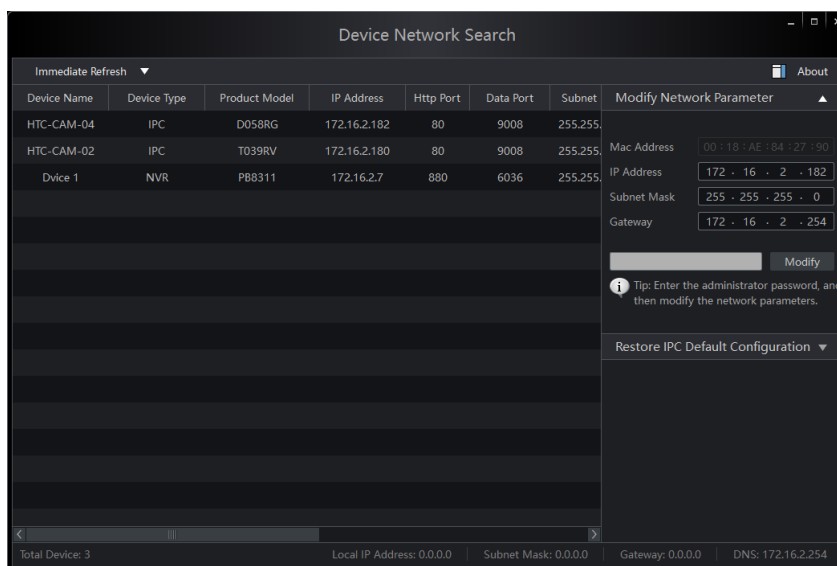 Device Network Search
Immediate Refresh
About
Device Name Device Type Product Model IP Address Http Port Data Port Subnet
HTC-CAM-04 IPC D058RG 172.16.2.182 80 9008 255.255.
HTC-CAM-02 IPC T039RV 172.16.2.180 80 9008 255.255.
Dvice 1 NVR PB8311 172.16.2.7 880 6036 255.255.
Modify Network Parameter
Mac Address 00 : 18 : AE : 84 : 27 : 90
IP Address 172 . 16 . 2 . 182
Subnet Mask 255 . 255 . 255 . 0
Gateway 172 . 16 . 2 . 254
Modify
Tip: Enter the administrator password, and
then modify the network parameters.
Restore IPC Default Configuration
Total Device: 3 Local IP Address: 0.0.0.0 Subnet Mask: 0.0.0.0 Gateway: 0.0.0.0 DNS: 172.16.2.254